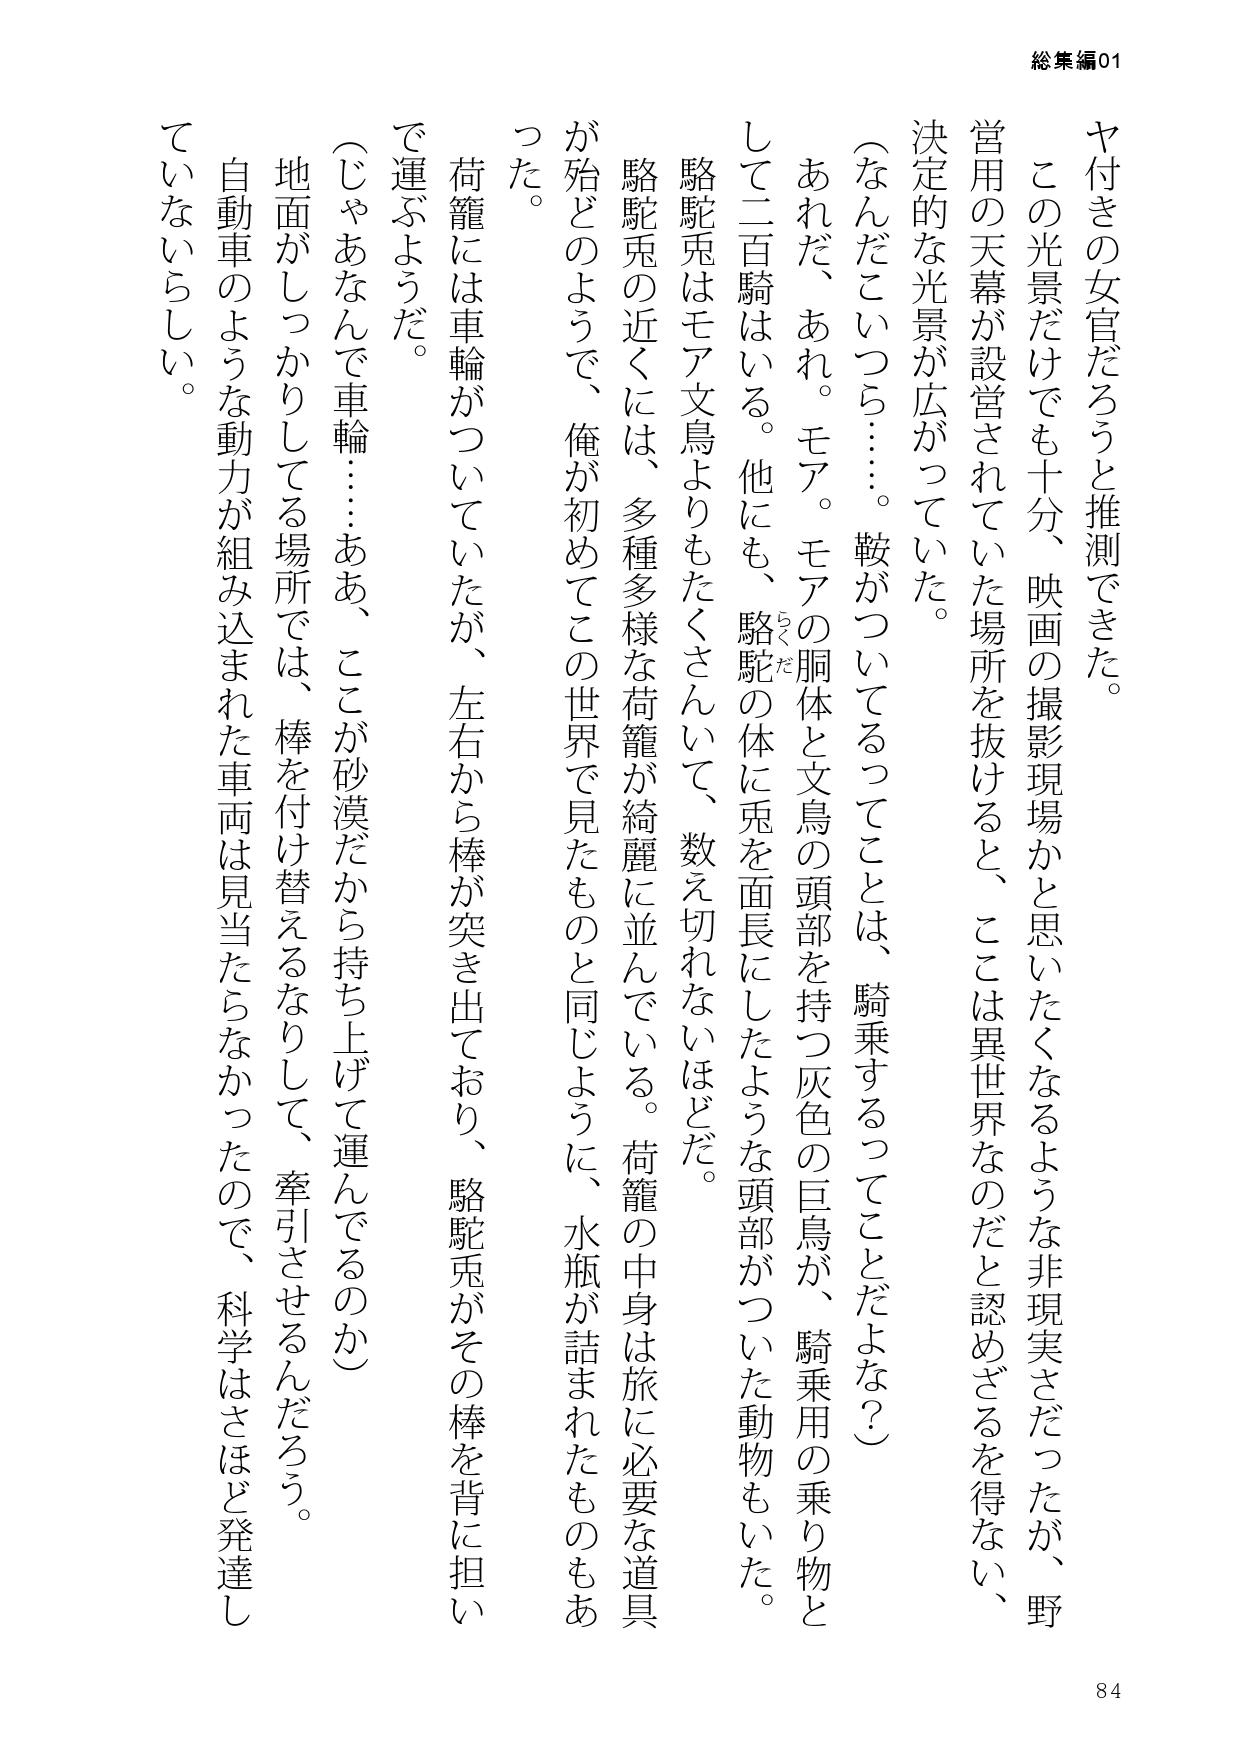 総集編01
ヤ付きの女官だろうと推測できた。
この光景だけでも十分、映画の撮影現場かと思いたくなるような非現実さだったが、野
営用の天幕が設営されていた場所を抜けると、ここは異世界なのだと認めざるを得ない、
決定的な光景が広がっていた。
（なんだこいつら……。鞍がついてるってことは、騎乗するってことだよな？）
あれだ、あれ。モア。モアの胴体と文鳥の頭部を持つ灰色の巨鳥が、騎乗用の乗り物と
して二百騎はいる。他にも、駱駝らくだの体に兎を面長にしたような頭部がついた動物もいた。
駱駝兎はモア文鳥よりもたくさんいて、数え切れないほどだ。
駱駝兎の近くには、多種多様な荷籠が綺麗に並んでいる。荷籠の中身は旅に必要な道具
が殆どのようで、俺が初めてこの世界で見たものと同じように、水瓶が詰まれたものもあ
った。
荷籠には車輪がついていたが、左右から棒が突き出ており、駱駝兎がその棒を背に担い
で運ぶようだ。
（じゃあなんで車輪……ああ、ここが砂漠だから持ち上げて運んでるのか）
地面がしっかりしてる場所では、棒を付け替えるなりして、牽引させるんだろう。
自動車のような動力が組み込まれた車両は見当たらなかったので、科学はさほど発達し
ていないらしい。
84